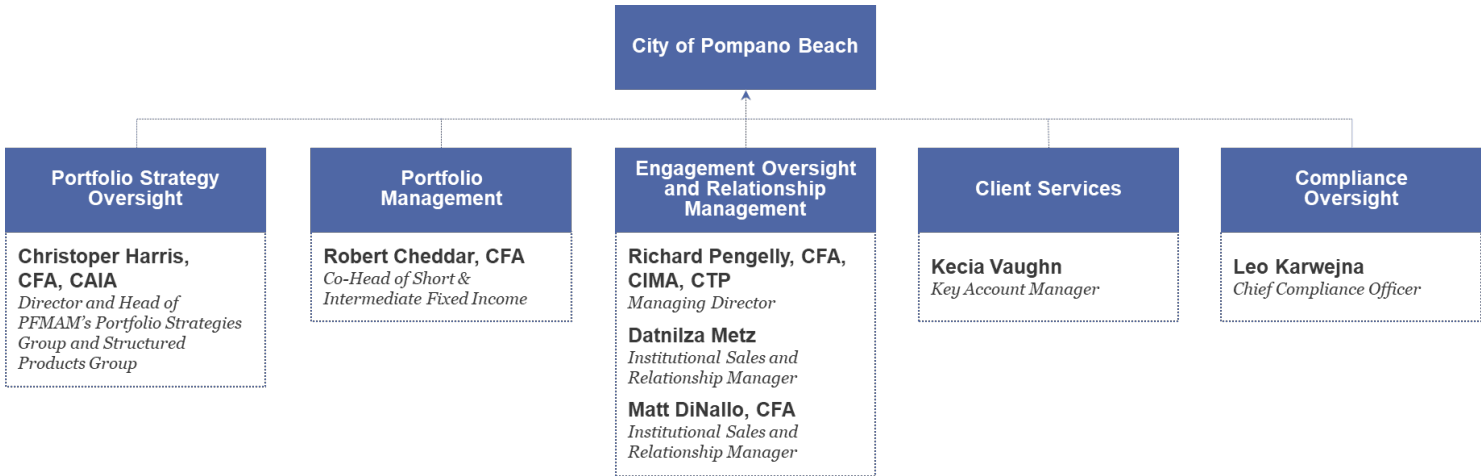 City of Pompano Beach
Portfolio Strategy
Oversight
Christoper Harris,
CFA, CAIA
Director and Head of
PFMAM’s Portfolio Strategies
Group and Structured
Products Group
Portfolio
Management
Robert Cheddar, CFA
Co-Head of Short &
Intermediate Fixed Income
Engagement Oversight
and Relationship
Management
Richard Pengelly, CFA,
CIMA, CTP
Managing Director
Datnilza Metz
Institutional Sales and
Relationship Manager
Matt DiNallo, CFA
Institutional Sales and
Relationship Manager
Client Services
Kecia Vaughn
Key Account Manager
Compliance
Oversight
Leo Karwejna
Chief Compliance Officer